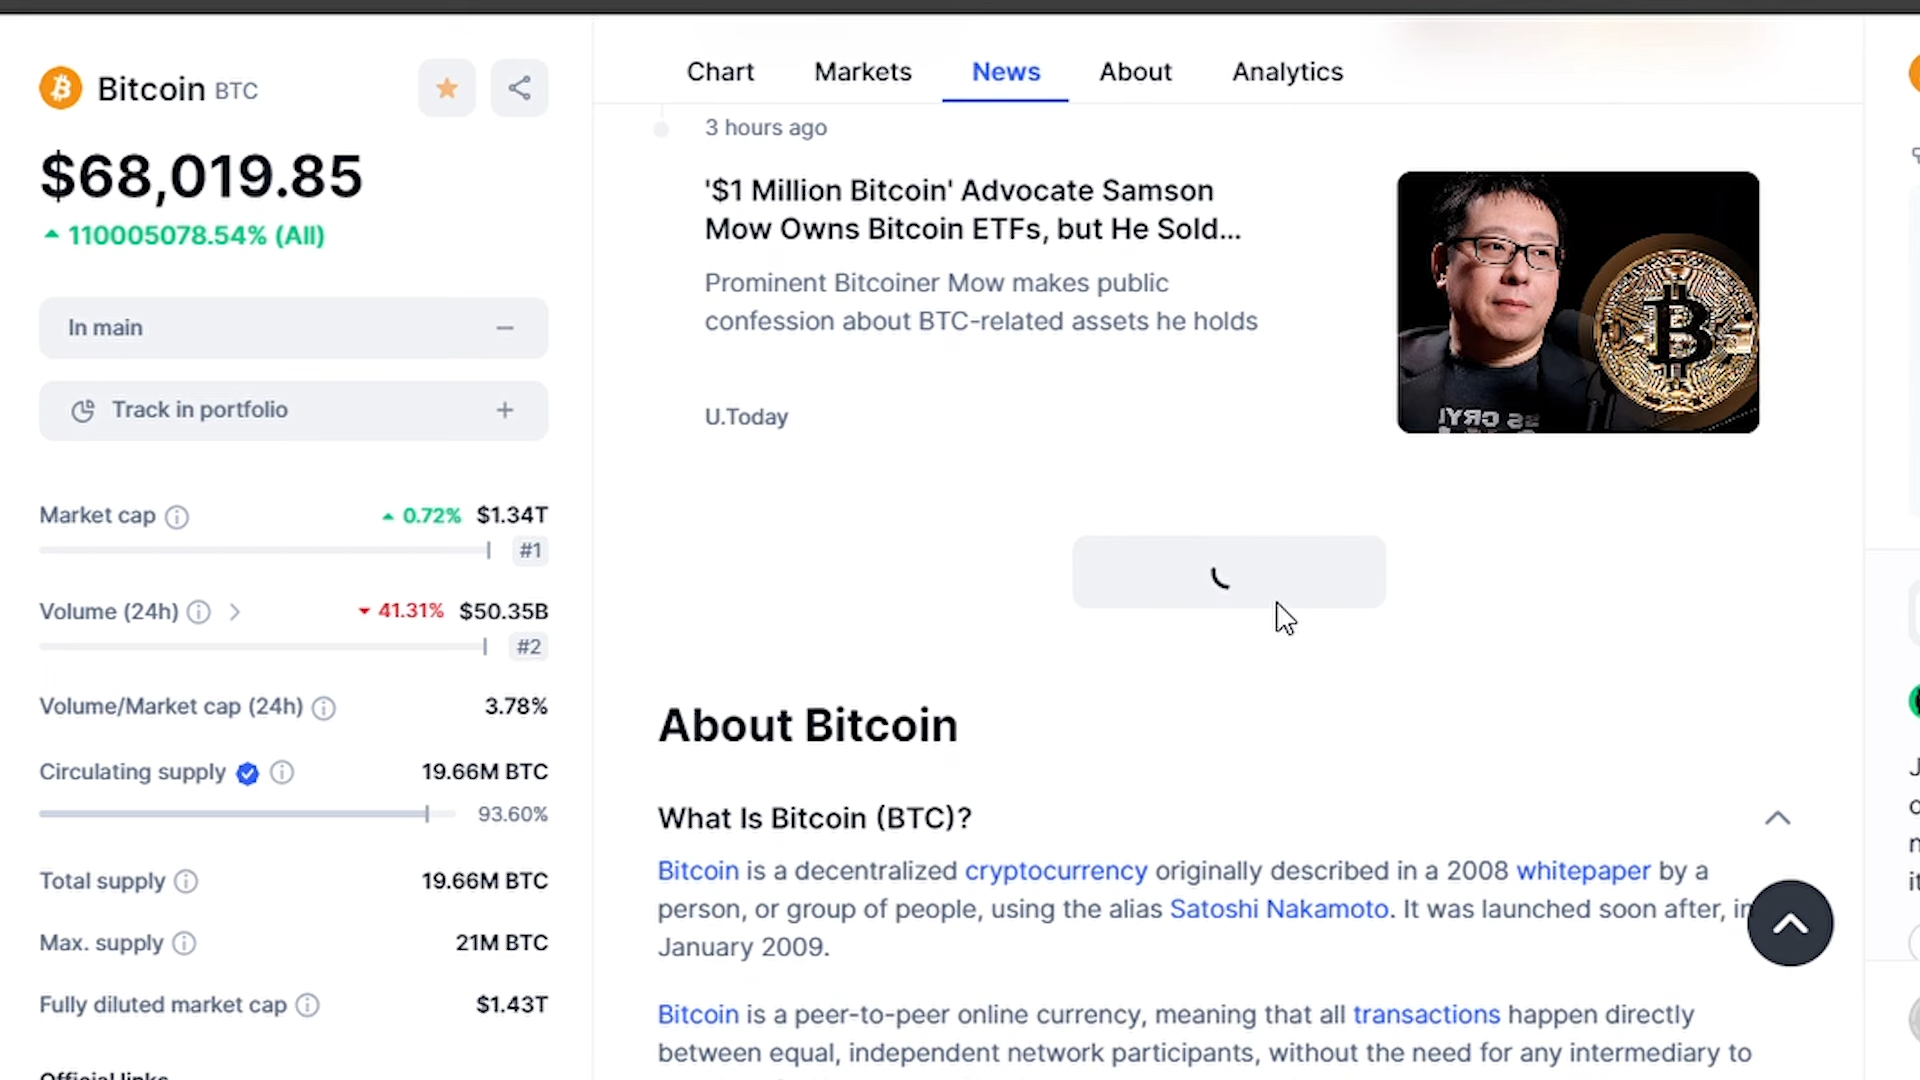 Bitcoin BTC
$68,019.85
110005078.54% (All)
In main
Track in portfolio
Market cap 0.72% $1.34T
#1
Volume (24h) 41.31% $50.35B
#2
Volume/Market cap (24h) 3.78%
Circulating supply 19.66M BTC
93.60%
Total supply 19.66M BTC
Max. supply 21M BTC
Fully diluted market cap $1.43T
Official links
Chart Markets News About Analytics
3 hours ago
'$1 Million Bitcoin' Advocate Samson
Mow Owns Bitcoin ETFs, but He Sold...
Prominent Bitcoiner Mow makes public
confession about BTC-related assets he holds
U.Today
About Bitcoin
What Is Bitcoin (BTC)?
Bitcoin is a decentralized cryptocurrency originally described in a 2008 whitepaper by a
person, or group of people, using the alias Satoshi Nakamoto. It was launched soon after, in
January 2009.
Bitcoin is a peer-to-peer online currency, meaning that all transactions happen directly
between equal, independent network participants, without the need for any intermediary to